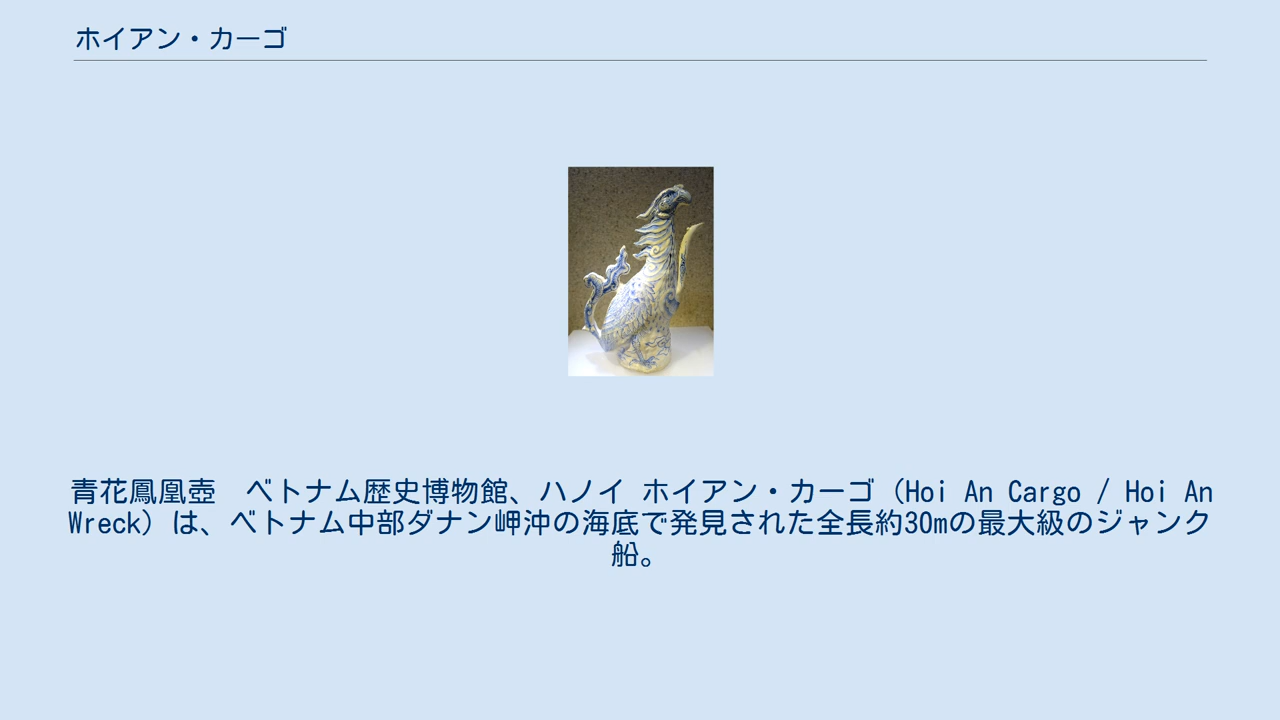 ホイアン・カーゴ
青花鳳凰壺　ベトナム歴史博物館、ハノイ ホイアン・カーゴ（Hoi An Cargo / Hoi An
Wreck）は、ベトナム中部ダナン岬沖の海底で発見された全長約30mの最大級のジャンク
船。